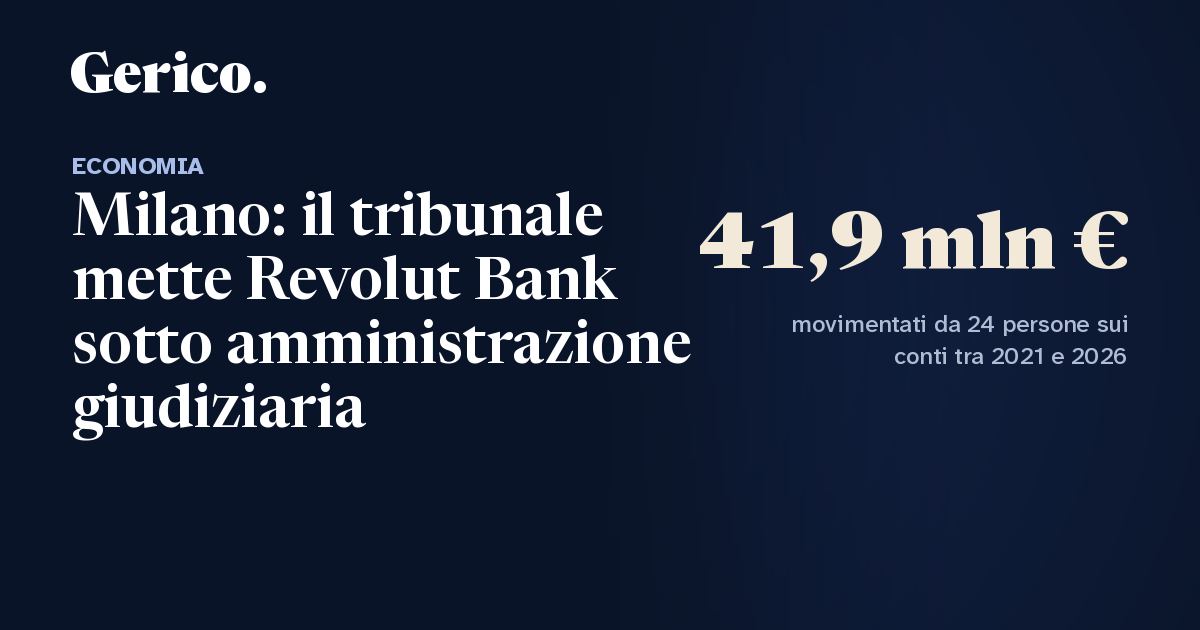 Gerico.
ECONOMIA
Milano: il tribunale
mette Revolut Bank
sotto amministrazione
giudiziaria
41,9 mln €
movimentati da 24 persone sui
conti tra 2021 e 2026